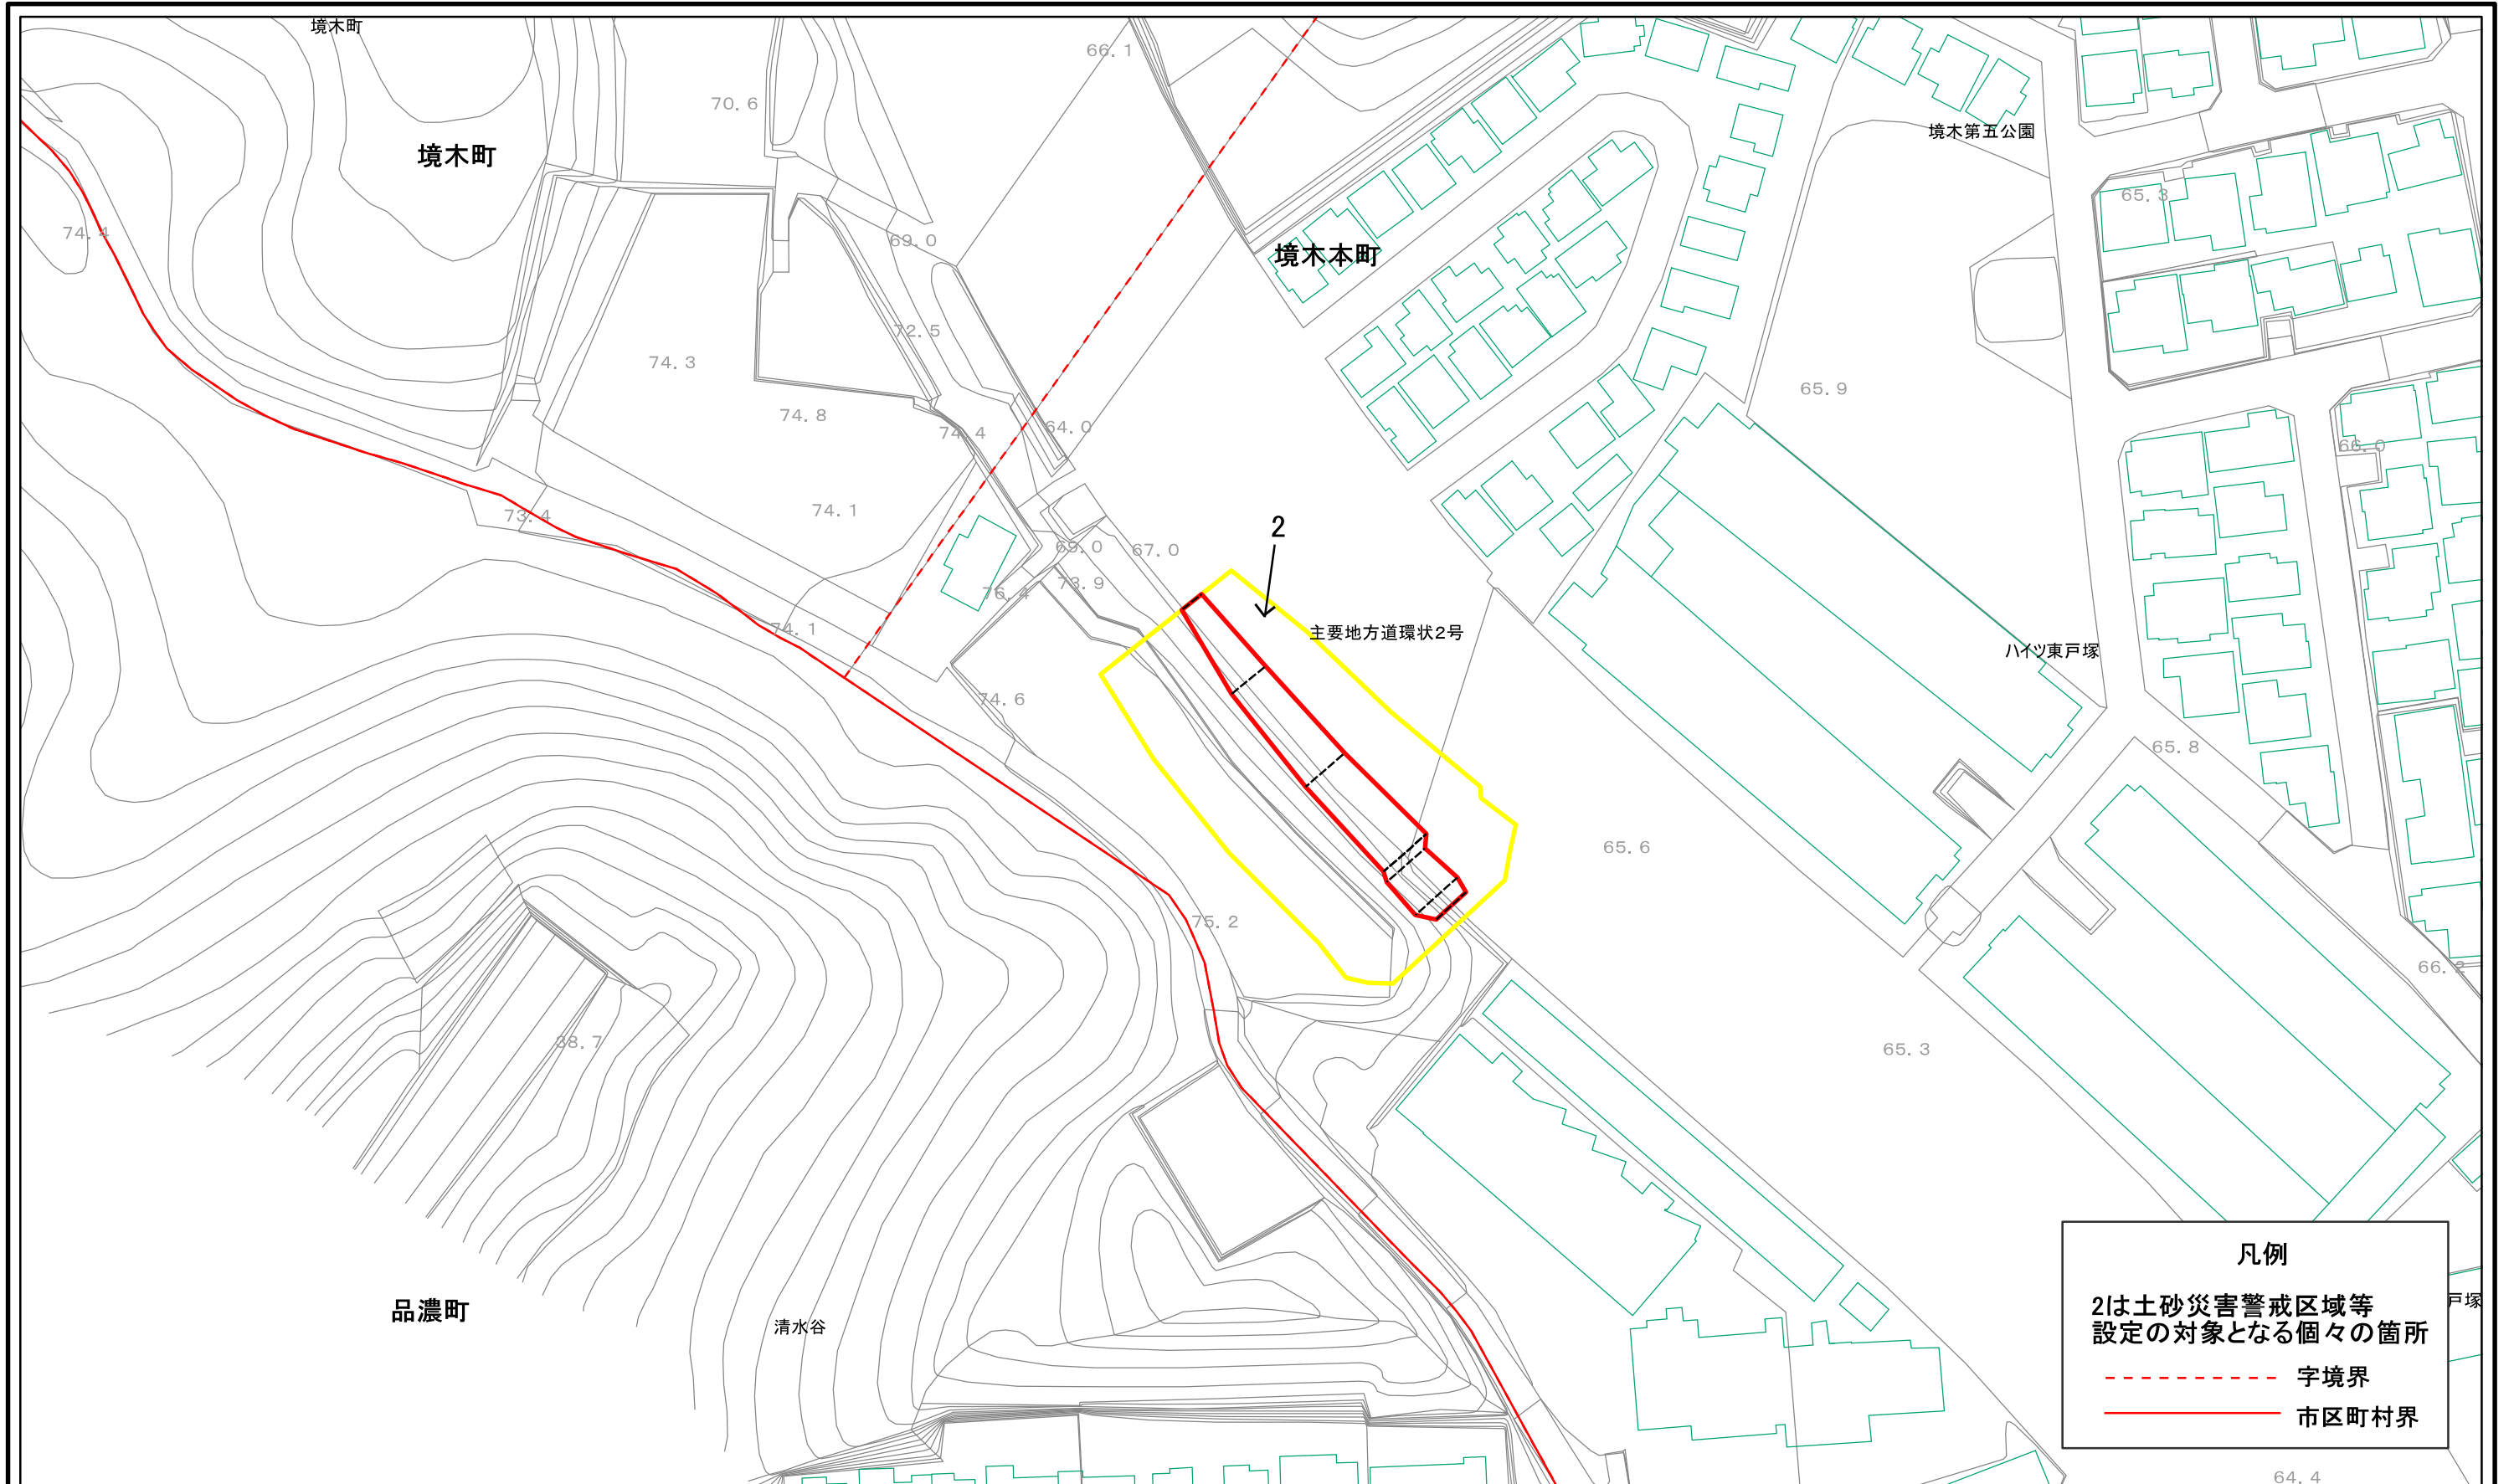 境木町
66.1
70.6
境木町
境木第五公園
65.3
74.4
69.0
境木本町
72.5
74.3
65.9
74.8
74.4
64.0
66.0
73.4
74.1
2
69.0
67.0
76.4
73.9
74.1
主要地方道環状2号
ハイツ東戸塚
74.6
65.8
65.6
75.2
66.2
38.7
65.3
品濃町
清水谷
凡例
2は土砂災害警戒区域等
設定の対象となる個々の箇所
戸塚
字境界
市区町村界
64.4